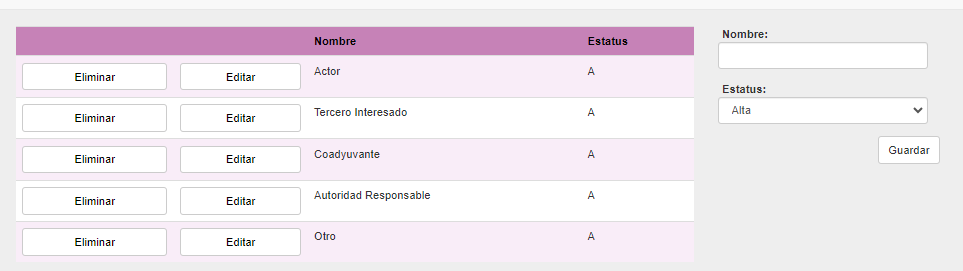 Nombre Estatus
Eliminar Editar Actor A
Eliminar Editar Tercero Interesado A
Eliminar Editar Coadyuvante A
Eliminar Editar Autoridad Responsable A
Eliminar Editar Otro A
Nombre:
Estatus:
Alta
Guardar